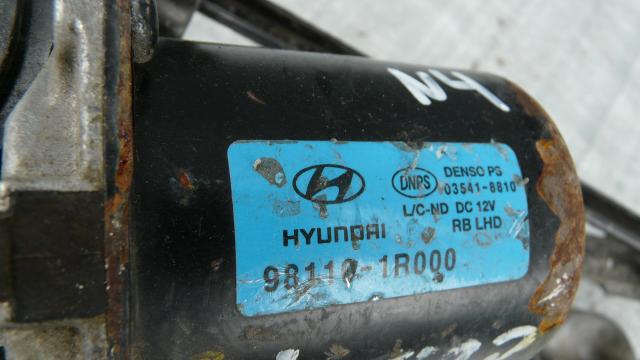 N4
DNPS
DENSO PS
03541-8810
L/C-ND DC 12V
RB LHD
HYUNDAI
98110-1R000